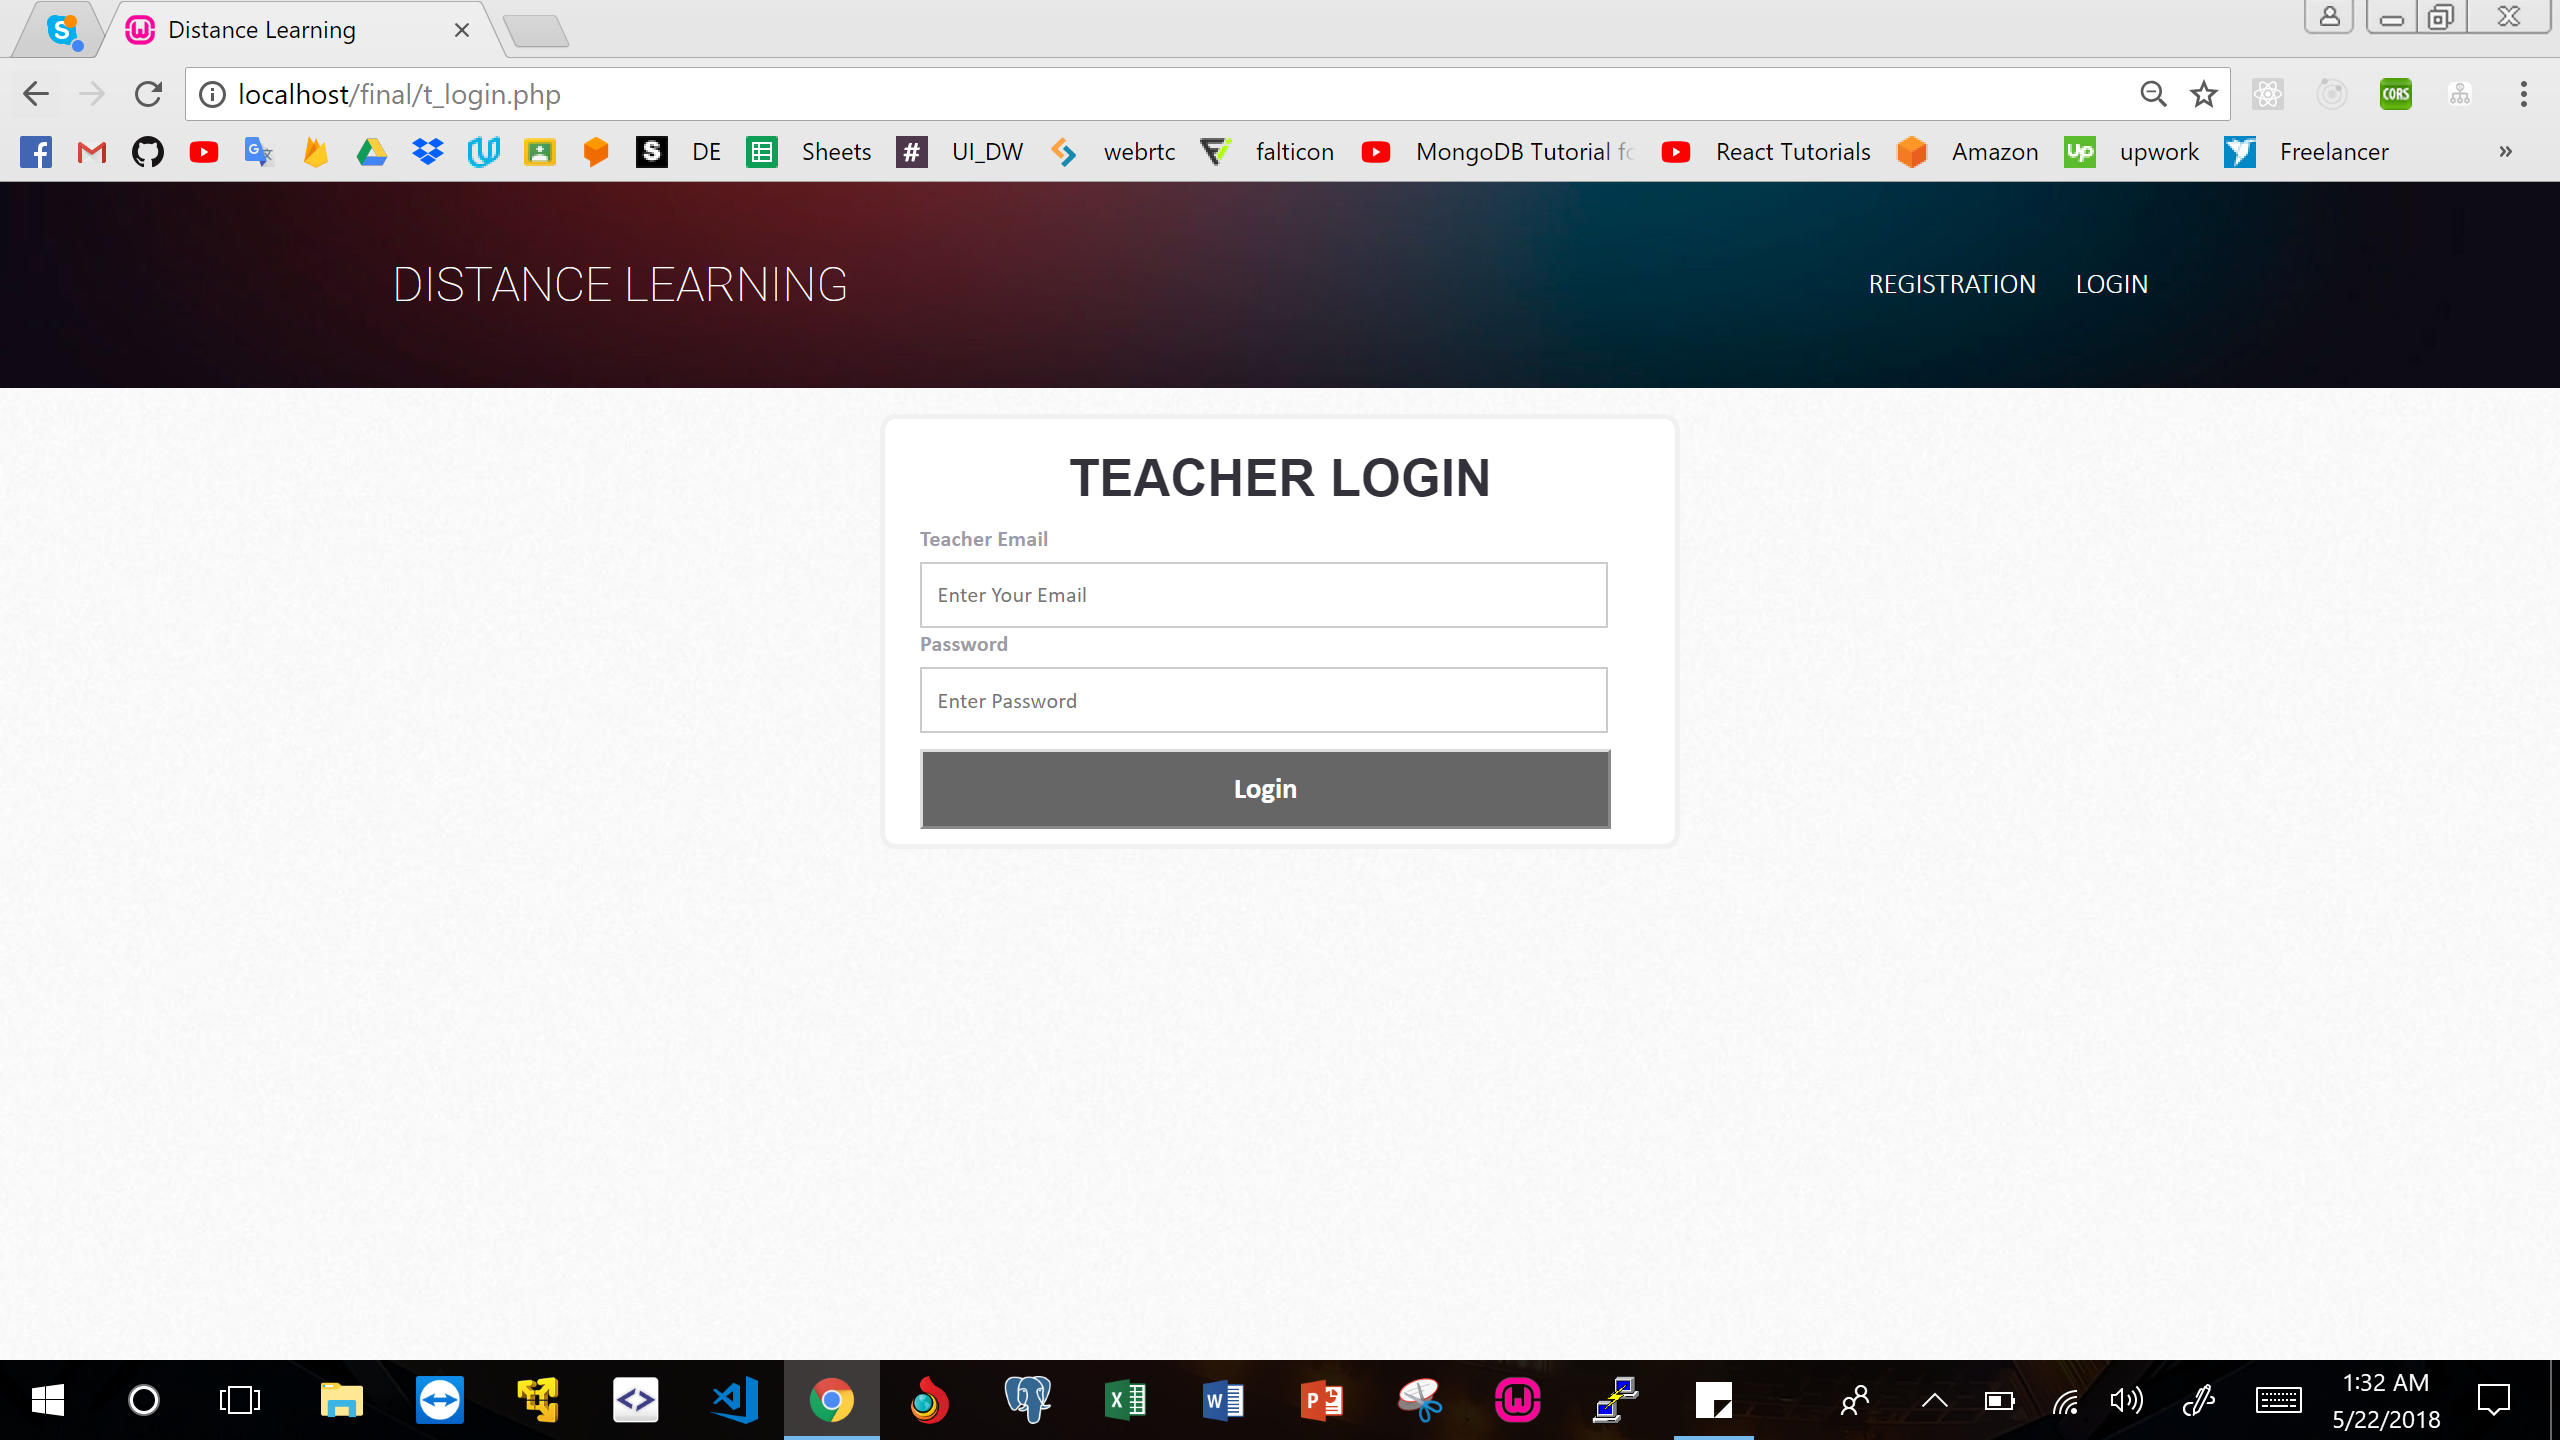 Distance Learning
localhost/final/t_login.php
CORS
DE Sheets # UI_DW webrtc falticon MongoDB Tutorial fo React Tutorials Amazon Up upwork Freelancer »
DISTANCE LEARNING
REGISTRATION LOGIN
TEACHER LOGIN
Teacher Email
Enter Your Email
Password
Enter Password
Login
1:32 AM
5/22/2018